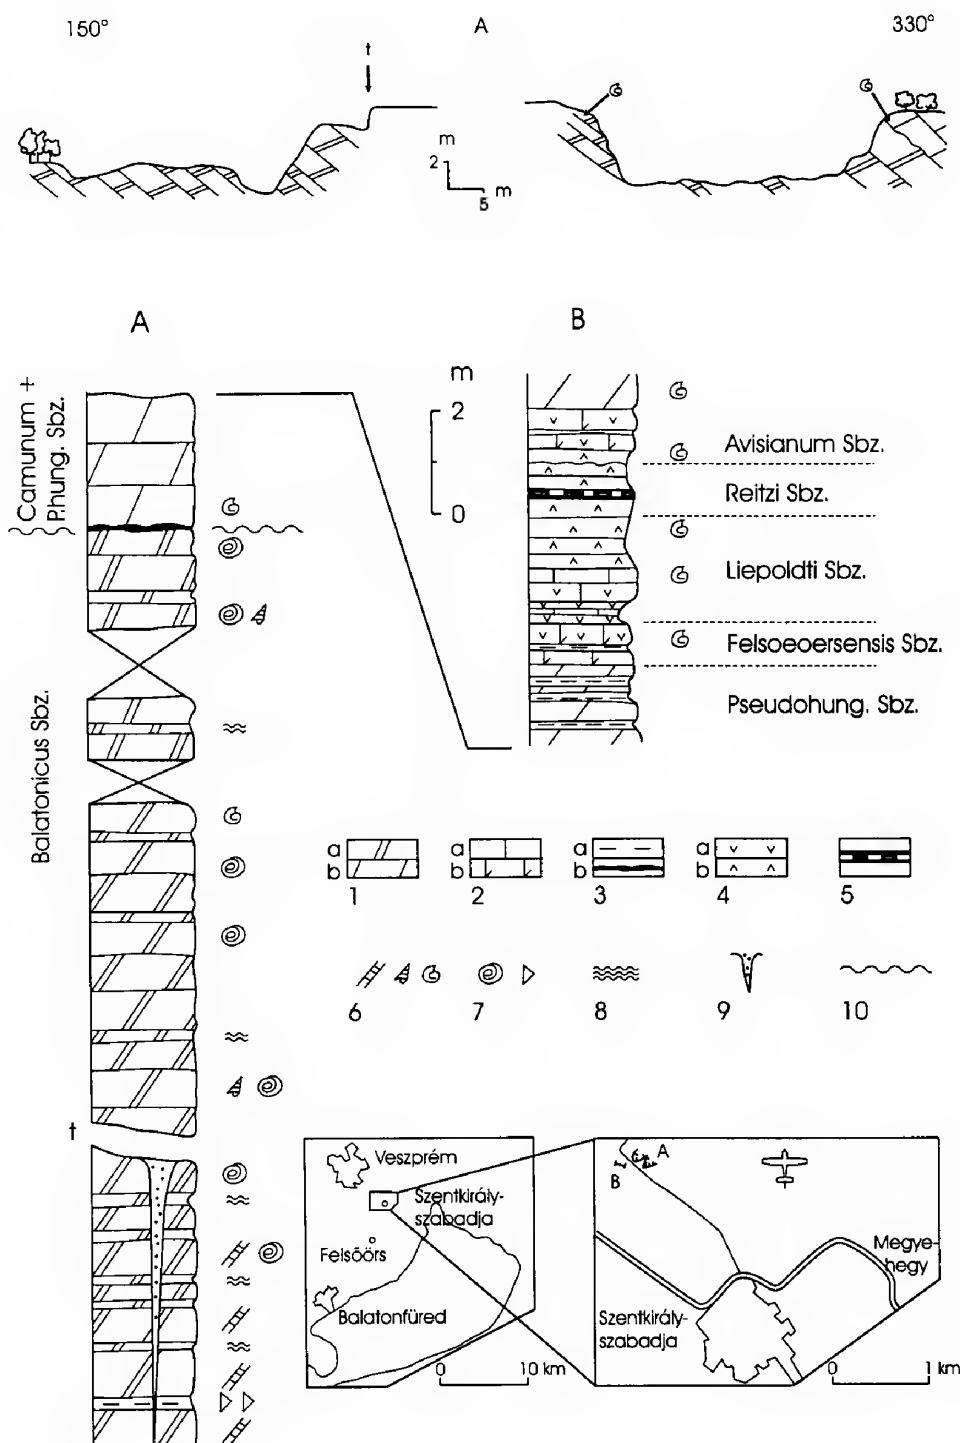 150°
A
330°
t
m
2
m
5
A
B
Camunum +
P.hung. Sbz.
Balatonicus Sbz.
m
2
0
Avisianum Sbz.
Reitzi Sbz.
Liepoldti Sbz.
Felsoeoersensis Sbz.
Pseudohung. Sbz.
a
b
1
a
b
2
a
b
3
a
b
4
5
6
7
8
9
10
t
Veszprém
Szentkirály-
szabadja
Felsőörs
Balatonfüred
0
10 km
A
B
Megye-
hegy
Szentkirály-
szabadja
0
1 km